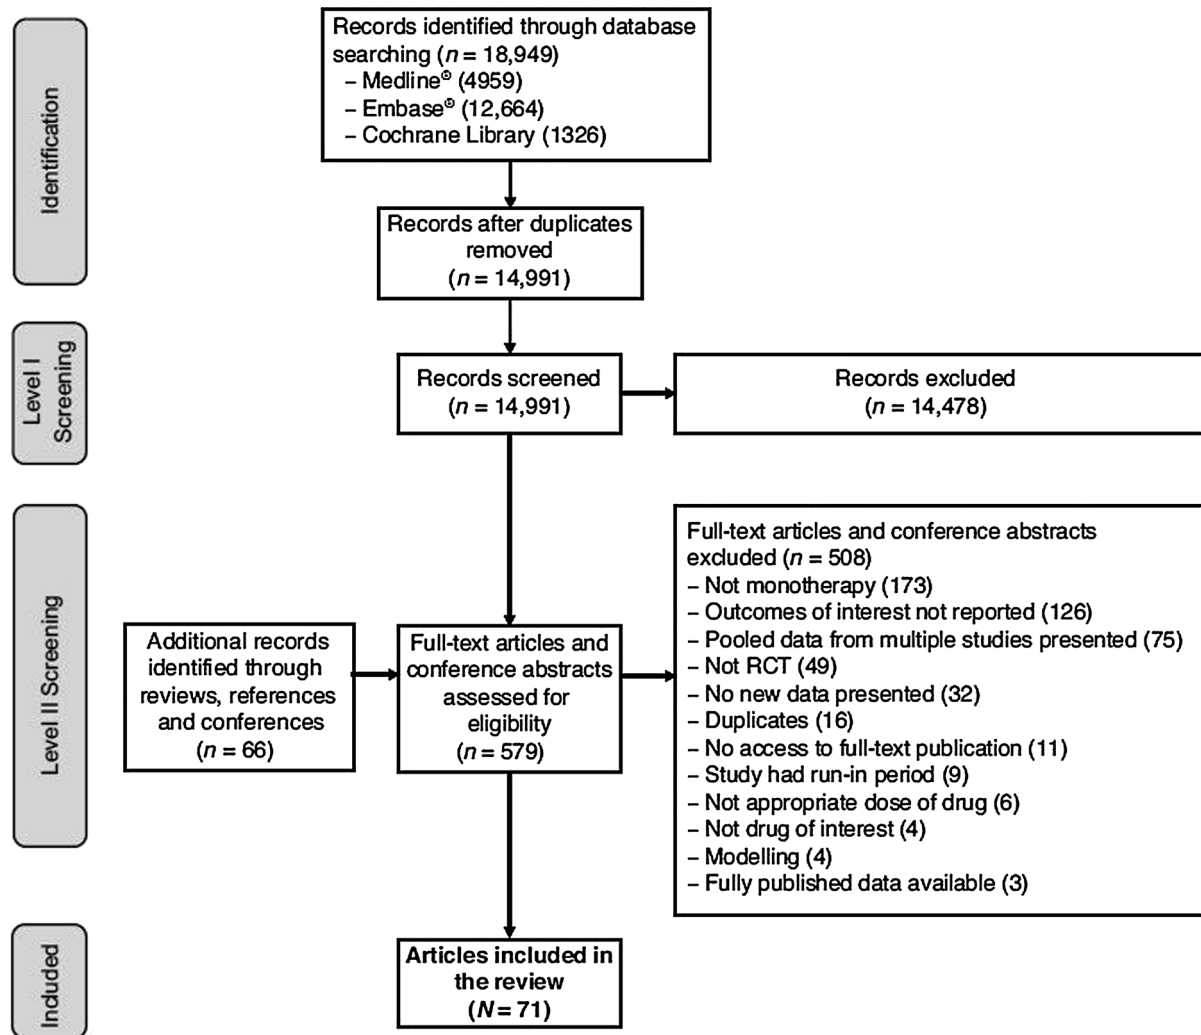 Identification
Records identified through database
searching (n = 18,949)
– Medline® (4959)
– Embase® (12,664)
– Cochrane Library (1326)
Records after duplicates
removed
(n = 14,991)
Level I
Screening
Records screened
(n = 14,991)
Records excluded
(n = 14,478)
Level II Screening
Additional records
identified through
reviews, references
and conferences
(n = 66)
Full-text articles and
conference abstracts
assessed for
eligibility
(n = 579)
Full-text articles and conference abstracts
excluded (n = 508)
– Not monotherapy (173)
– Outcomes of interest not reported (126)
– Pooled data from multiple studies presented (75)
– Not RCT (49)
– No new data presented (32)
– Duplicates (16)
– No access to full-text publication (11)
– Study had run-in period (9)
– Not appropriate dose of drug (6)
– Not drug of interest (4)
– Modelling (4)
– Fully published data available (3)
Included
Articles included in
the review
(N = 71)